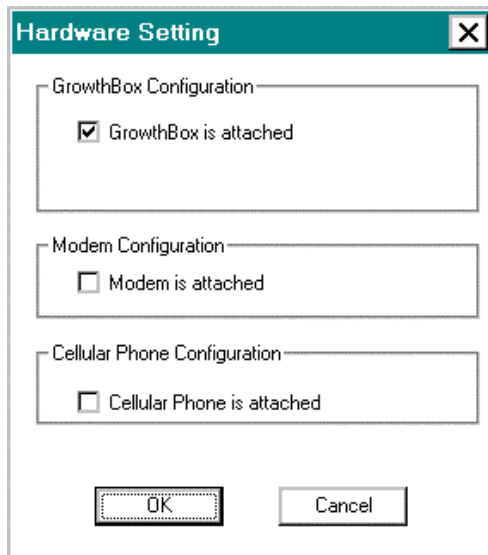 Hardware Setting
GrowthBox Configuration
GrowthBox is attached
Modem Configuration
Modem is attached
Cellular Phone Configuration
Cellular Phone is attached
OK
Cancel